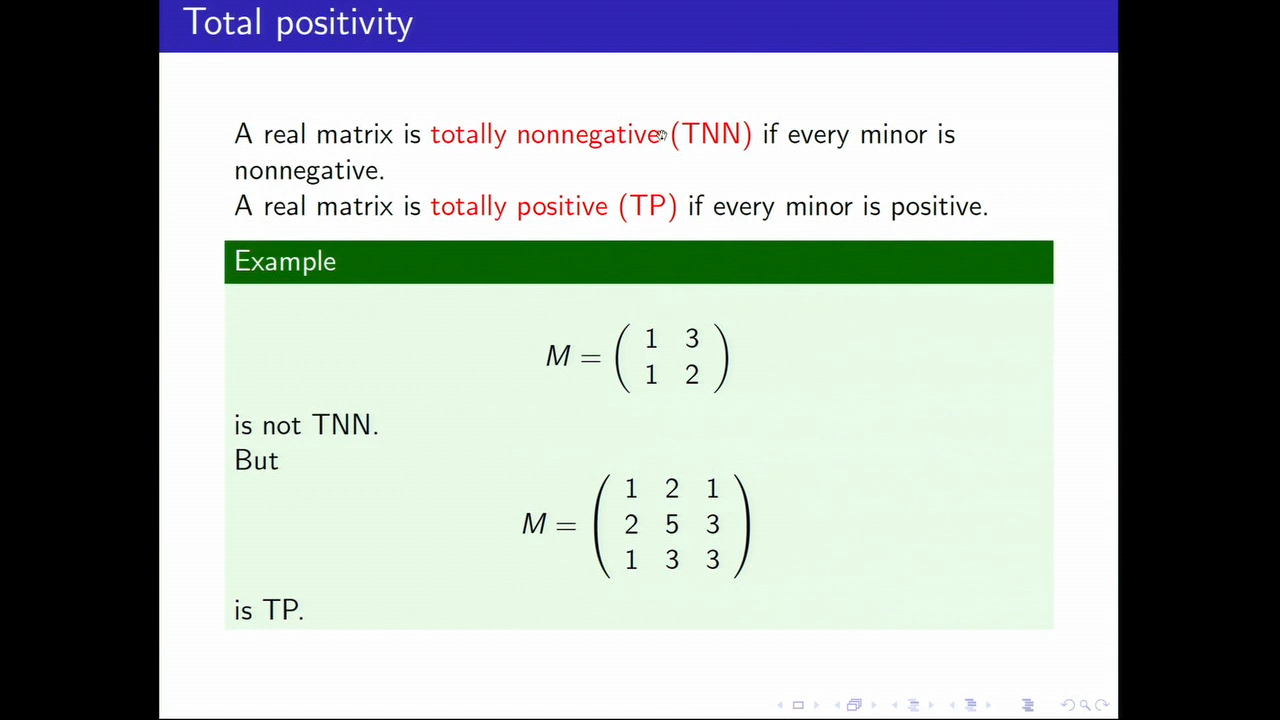 Total positivity
A real matrix is totally nonnegative (TNN) if every minor is
nonnegative.
A real matrix is totally positive (TP) if every minor is positive.
Example
M = ( 1 3
1 2 )
is not TNN.
But
M = ( 1 2 1
2 5 3
1 3 3 )
is TP.